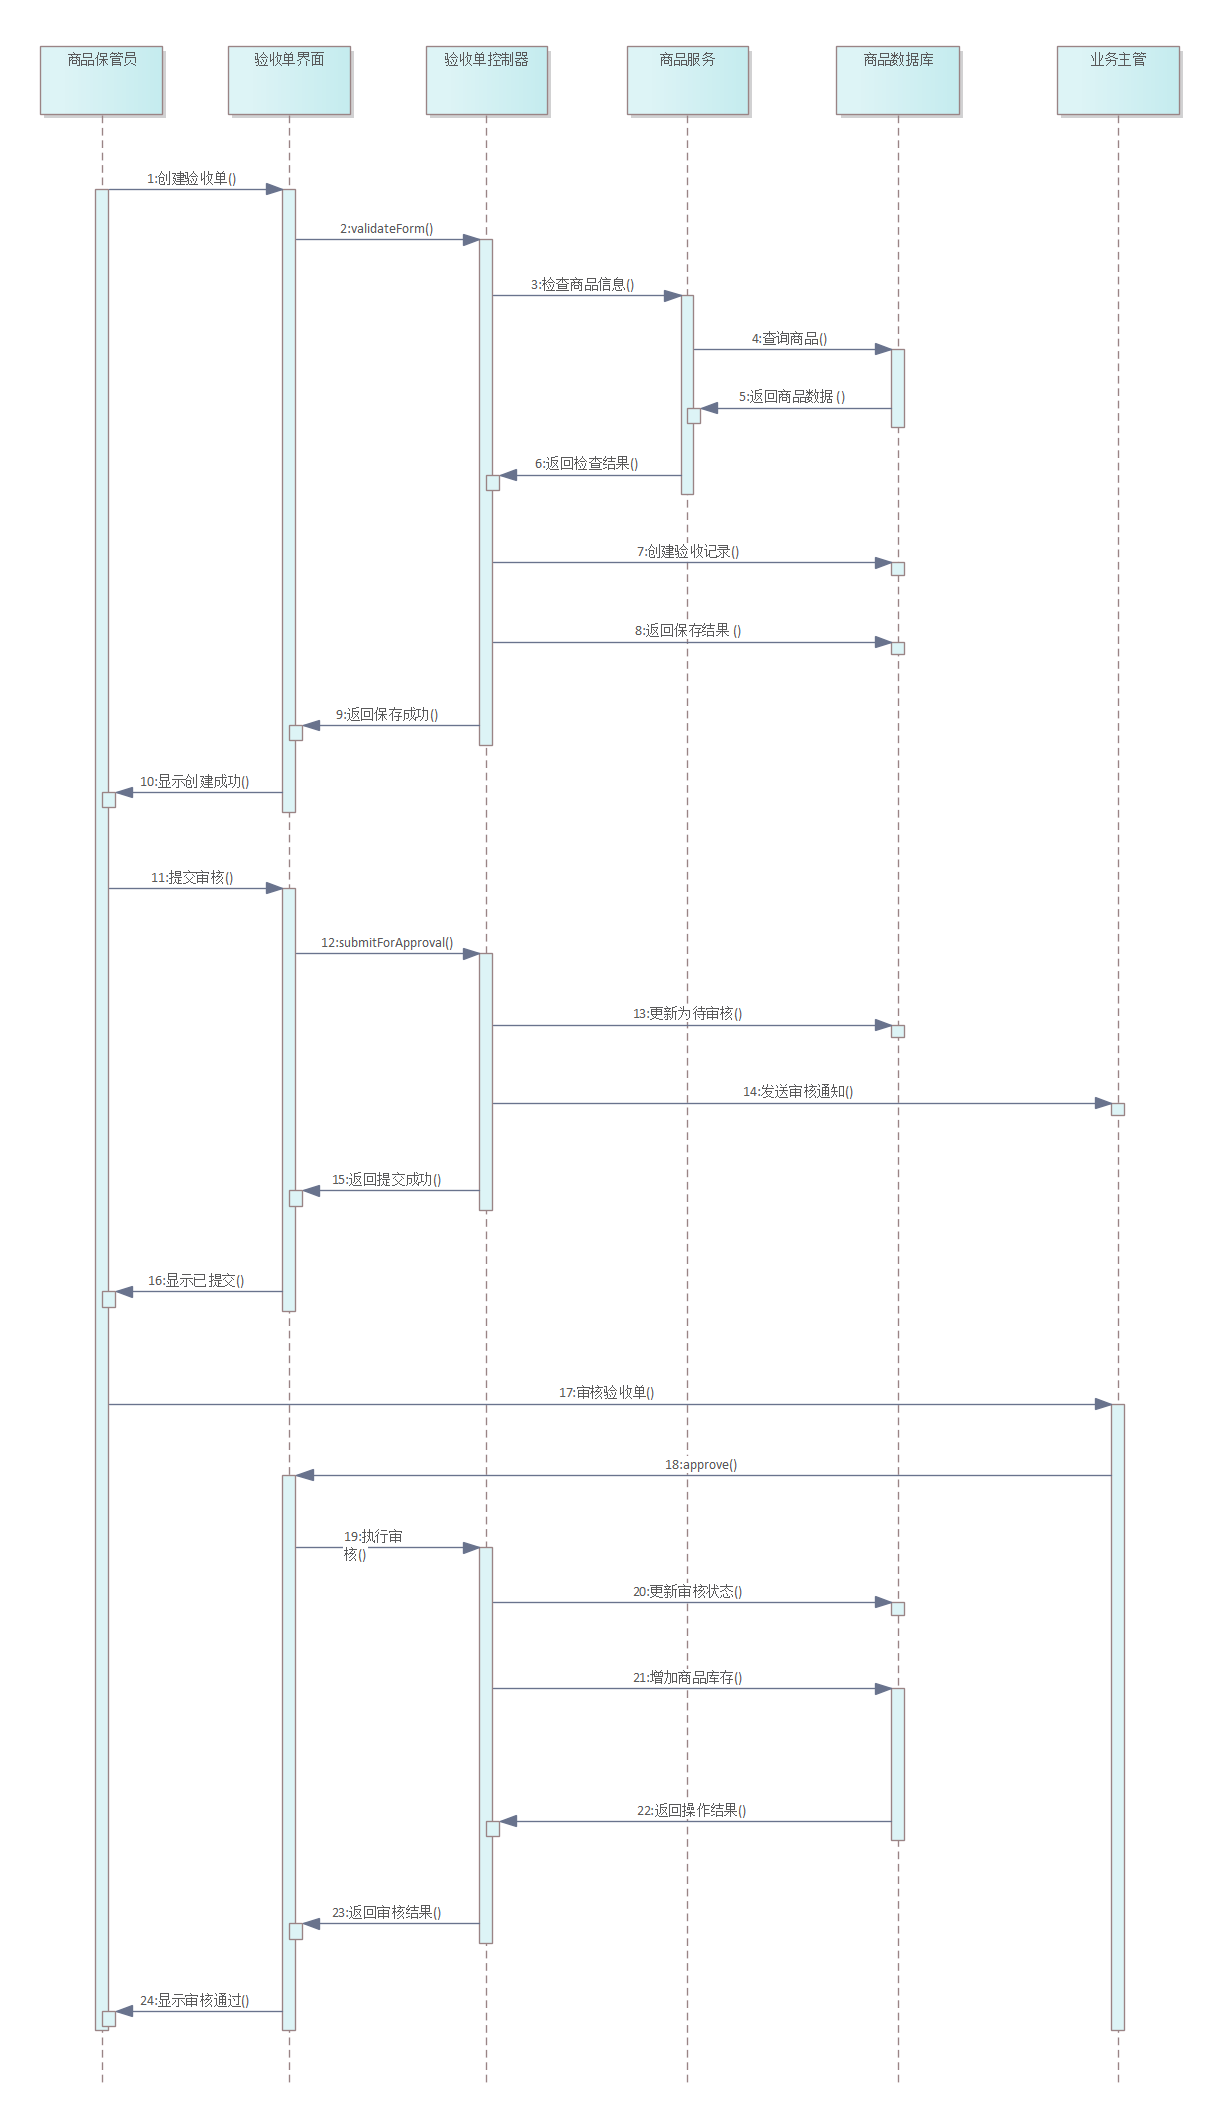 商品保管员
验收单界面
验收单控制器
商品服务
商品数据库
业务主管
1:创建验收单()
2:validateForm()
3:检查商品信息()
4:查询商品()
5:返回商品数据 ()
6:返回检查结果()
7:创建验收记录()
8:返回保存结果 ()
9:返回保存成功()
10:显示创建成功()
11:提交审核()
12:submitForApproval()
13:更新为待审核()
14:发送审核通知()
15:返回提交成功()
16:显示已提交()
17:审核验收单()
18:approve()
19:执行审
核()
20:更新审核状态()
21:增加商品库存()
22:返回操作结果()
23:返回审核结果()
24:显示审核通过()